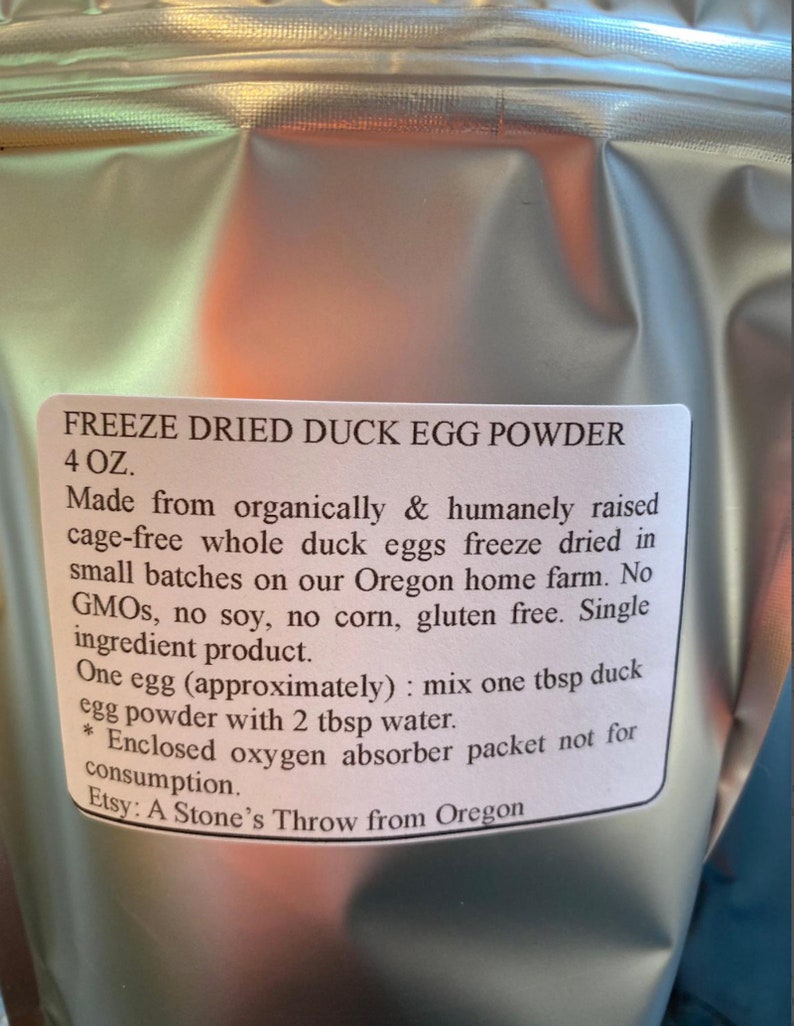 FREEZE DRIED DUCK EGG POWDER
4 OZ.
Made from organically & humanely raised
cage-free whole duck eggs freeze dried in
small batches on our Oregon home farm. No
GMOs, no soy, no corn, gluten free. Single
ingredient product.
One egg (approximately) : mix one tbsp duck
egg powder with 2 tbsp water.
* Enclosed oxygen absorber packet not for
consumption.
Etsy: A Stone's Throw from Oregon